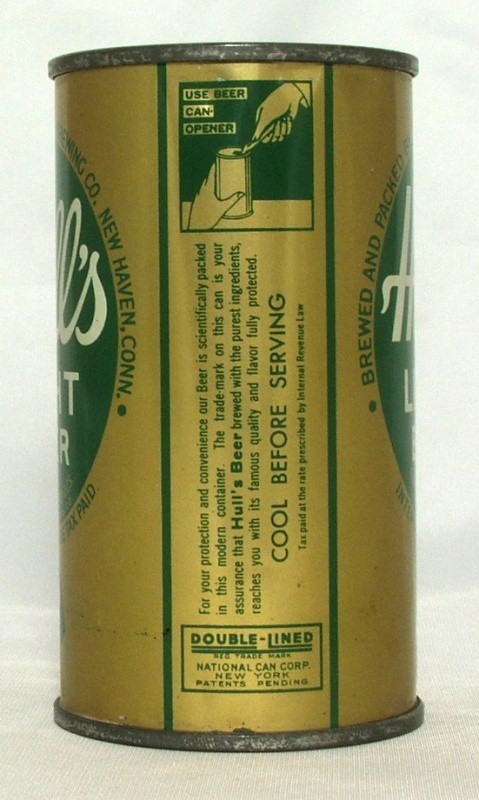 USE BEER
CAN-
OPENER
For your protection and convenience our Beer is scientifically packed
in this modern container. The trade-mark on this can is your
assurance that Hull's Beer brewed with the purest ingredients,
reaches you with its famous quality and flavor fully protected.
COOL BEFORE SERVING
Tax paid at the rate prescribed by Internal Revenue Law
DOUBLE-LINED
REG. TRADE MARK
NATIONAL CAN CORP.
NEW YORK
PATENTS PENDING
CO. NEW HAVEN, CONN.
TAX PAID.
BREWED AND PACKED